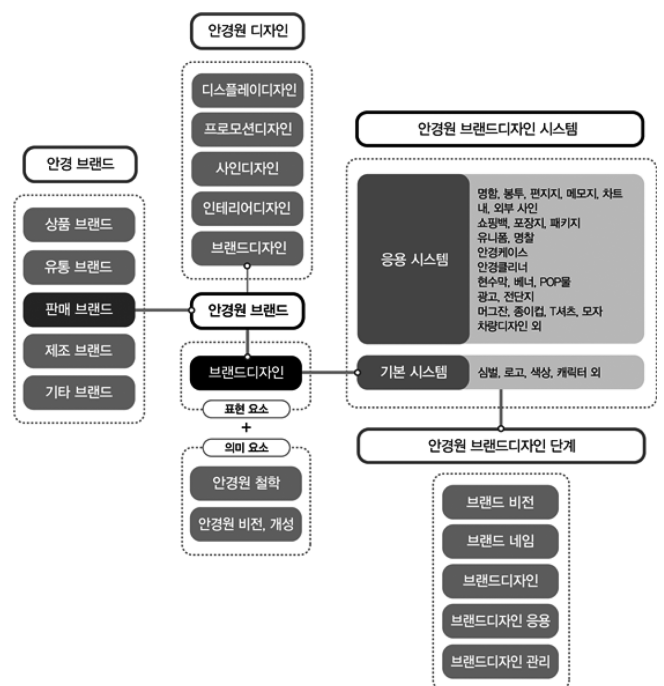 안경원 디자인
디스플레이디자인
프로모션디자인
사인디자인
인테리어디자인
브랜드디자인
안경 브랜드
상품 브랜드
유통 브랜드
판매 브랜드
제조 브랜드
기타 브랜드
안경원 브랜드
브랜드디자인
표현 요소
+
의미 요소
안경원 철학
안경원 비전, 개성
안경원 브랜드디자인 시스템
응용 시스템
명함, 봉투, 편지지, 메모지, 차트
내, 외부 사인
쇼핑백, 포장지, 패키지
유니폼, 명찰
안경케이스
안경클리너
현수막, 베너, POP물
광고, 전단지
머그잔, 종이컵, T셔츠, 모자
차량디자인 외
기본 시스템
심벌, 로고, 색상, 캐릭터 외
안경원 브랜드디자인 단계
브랜드 비전
브랜드 네임
브랜드디자인
브랜드디자인 응용
브랜드디자인 관리